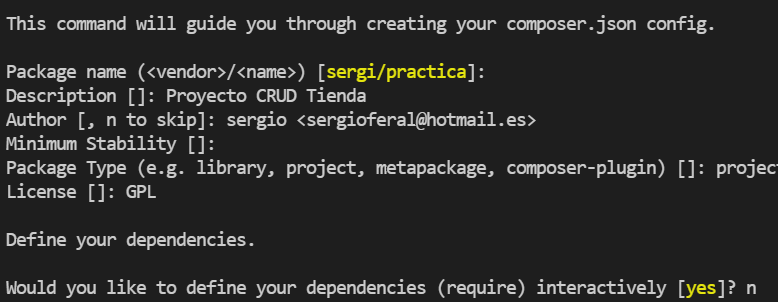 This command will guide you through creating your composer.json config.
Package name (<vendor>/<name>) [sergi/practica]:
Description []: Proyecto CRUD Tienda
Author [, n to skip]: sergio <sergioferal@hotmail.es>
Minimum Stability []:
Package Type (e.g. library, project, metapackage, composer-plugin) []: projec
License []: GPL
Define your dependencies.
Would you like to define your dependencies (require) interactively [yes]? n